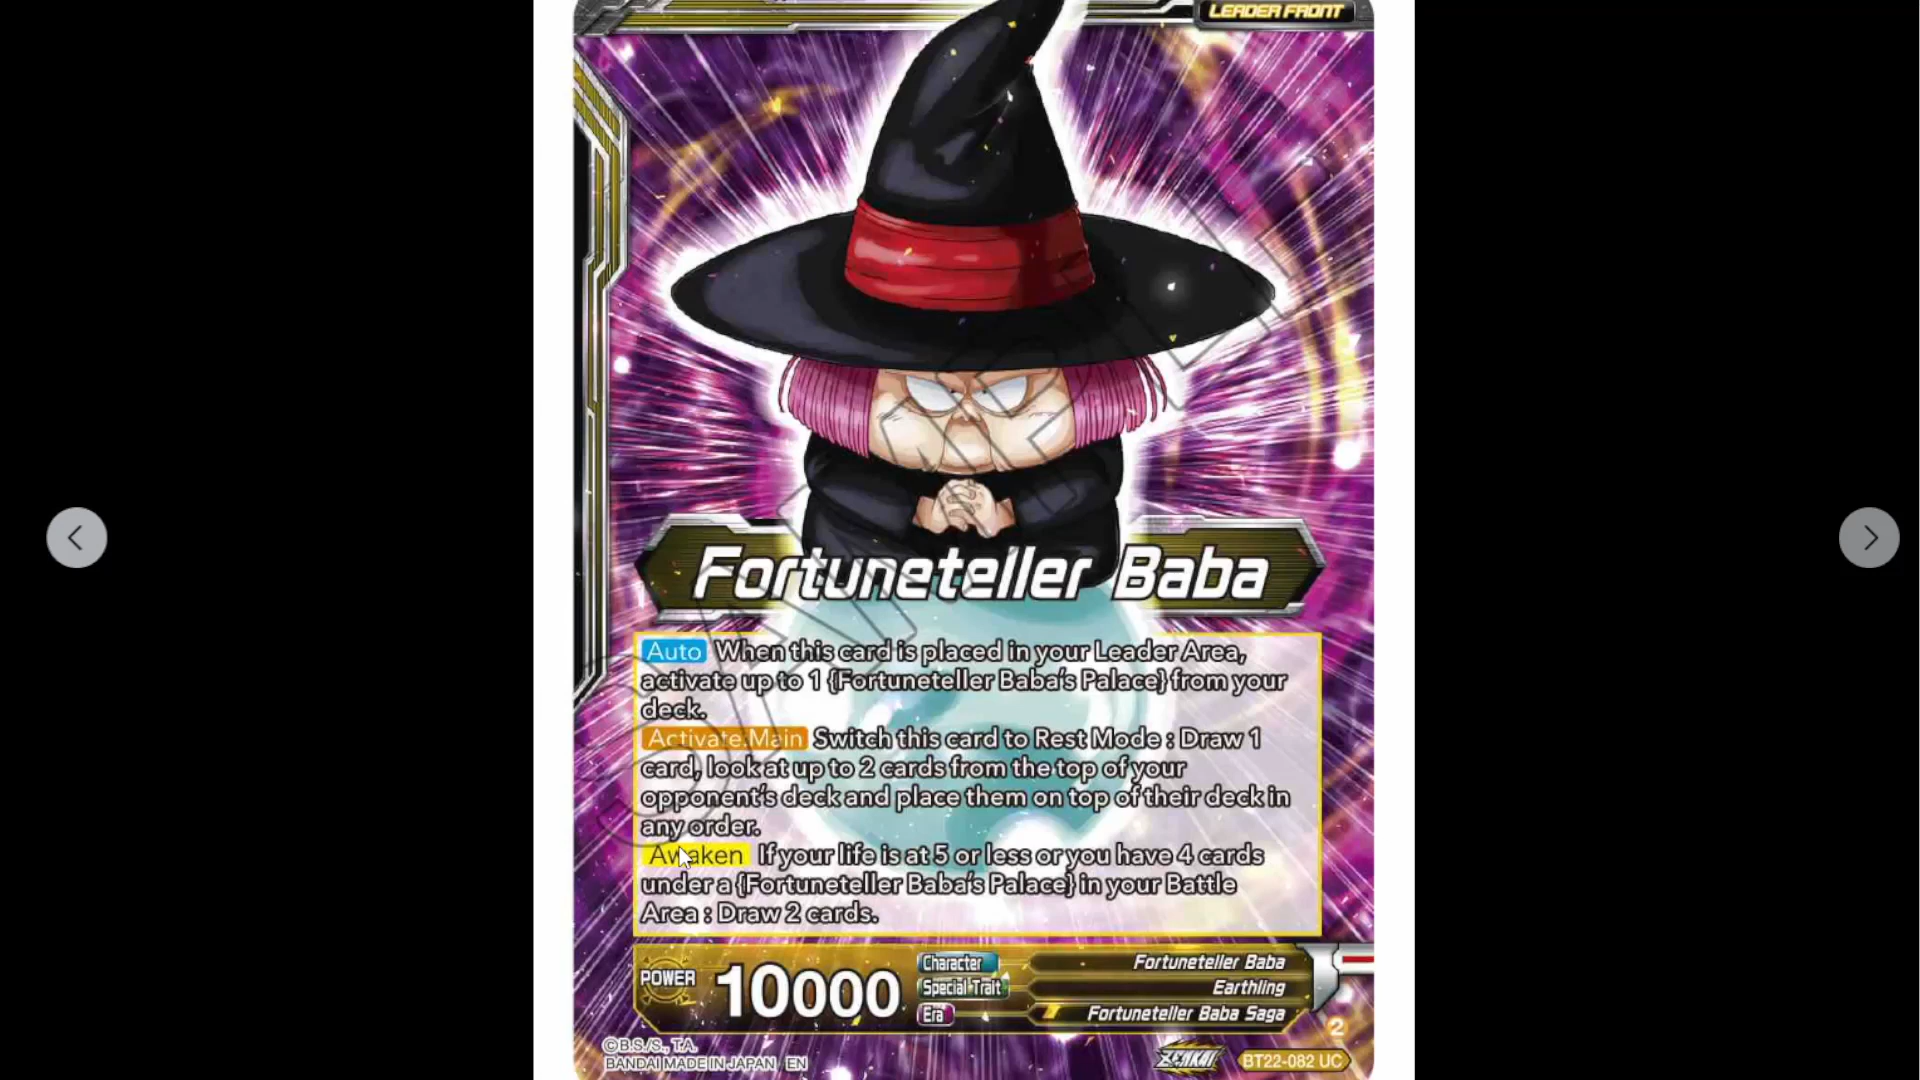 LEADER FRONT
Fortuneteller Baba
Auto When this card is placed in your Leader Area,
activate up to 1 {Fortuneteller Baba's Palace} from your
deck.
Activate:Main Switch this card to Rest Mode : Draw 1
card, look at up to 2 cards from the top of your
opponent's deck and place them on top of their deck in
any order.
Awaken If your life is at 5 or less or you have 4 cards
under a {Fortuneteller Baba's Palace} in your Battle
Area : Draw 2 cards.
POWER 10000
Character Fortuneteller Baba
Special Trait Earthling
Era Fortuneteller Baba Saga
2
©B.S./S., T.A.
BANDAI MADE IN JAPAN EN
ZENKAI BT22-082 UC
SAMPLE